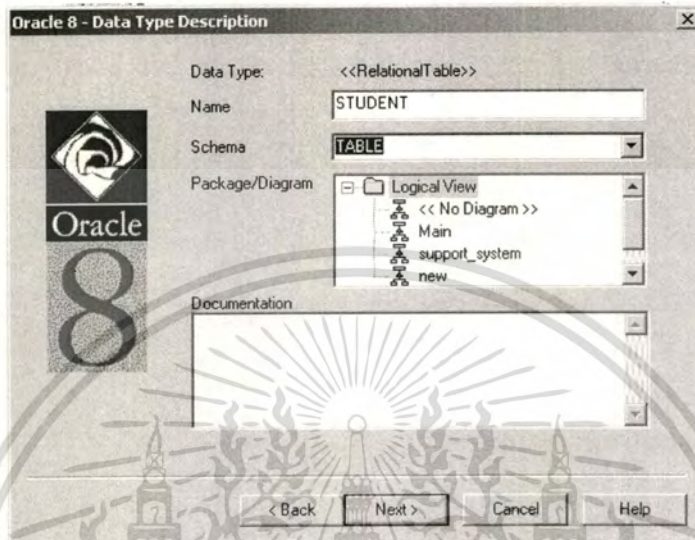 Oracle 8 - Data Type Description
Data Type: <<RelationalTable>>
Name STUDENT
Schema TABLE
Package/Diagram Logical View
<< No Diagram >>
Main
support_system
new
Oracle
8
Documentation
< Back Next > Cancel Help